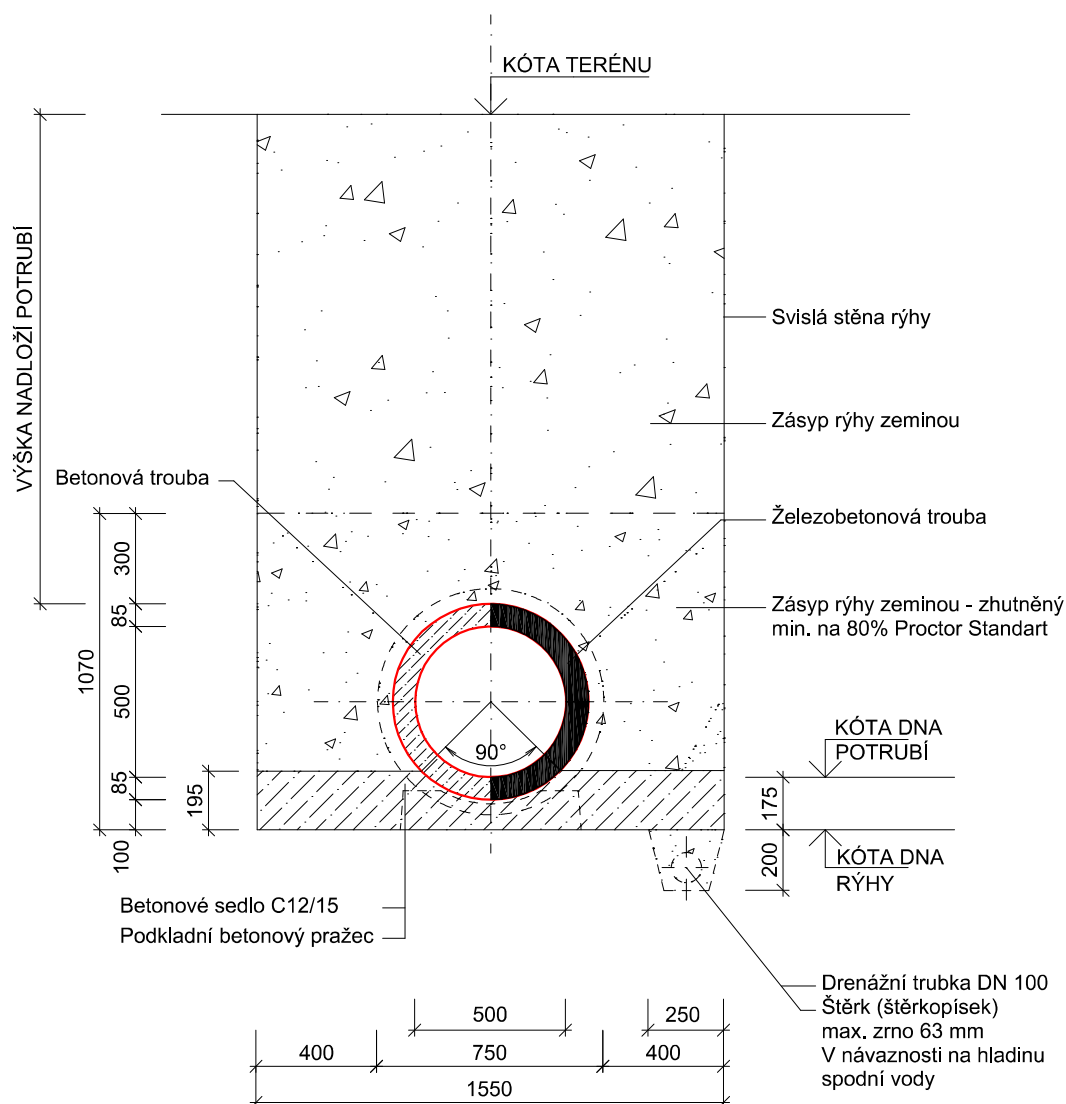 KÓTA TERÉNU
VÝŠKA NADLOŽÍ POTRUBÍ
Svislá stěna rýhy
Zásyp rýhy zeminou
Betonová trouba
Železobetonová trouba
Zásyp rýhy zeminou - zhutněný
min. na 80% Proctor Standart
300
85
500
85
100
1070
195
90°
KÓTA DNA
POTRUBÍ
175
200
KÓTA DNA
RÝHY
Betonové sedlo C12/15
Podkladní betonový pražec
Drenážní trubka DN 100
Štěrk (štěrkopísek)
max. zrno 63 mm
V návaznosti na hladinu
spodní vody
500
250
400
750
400
1550